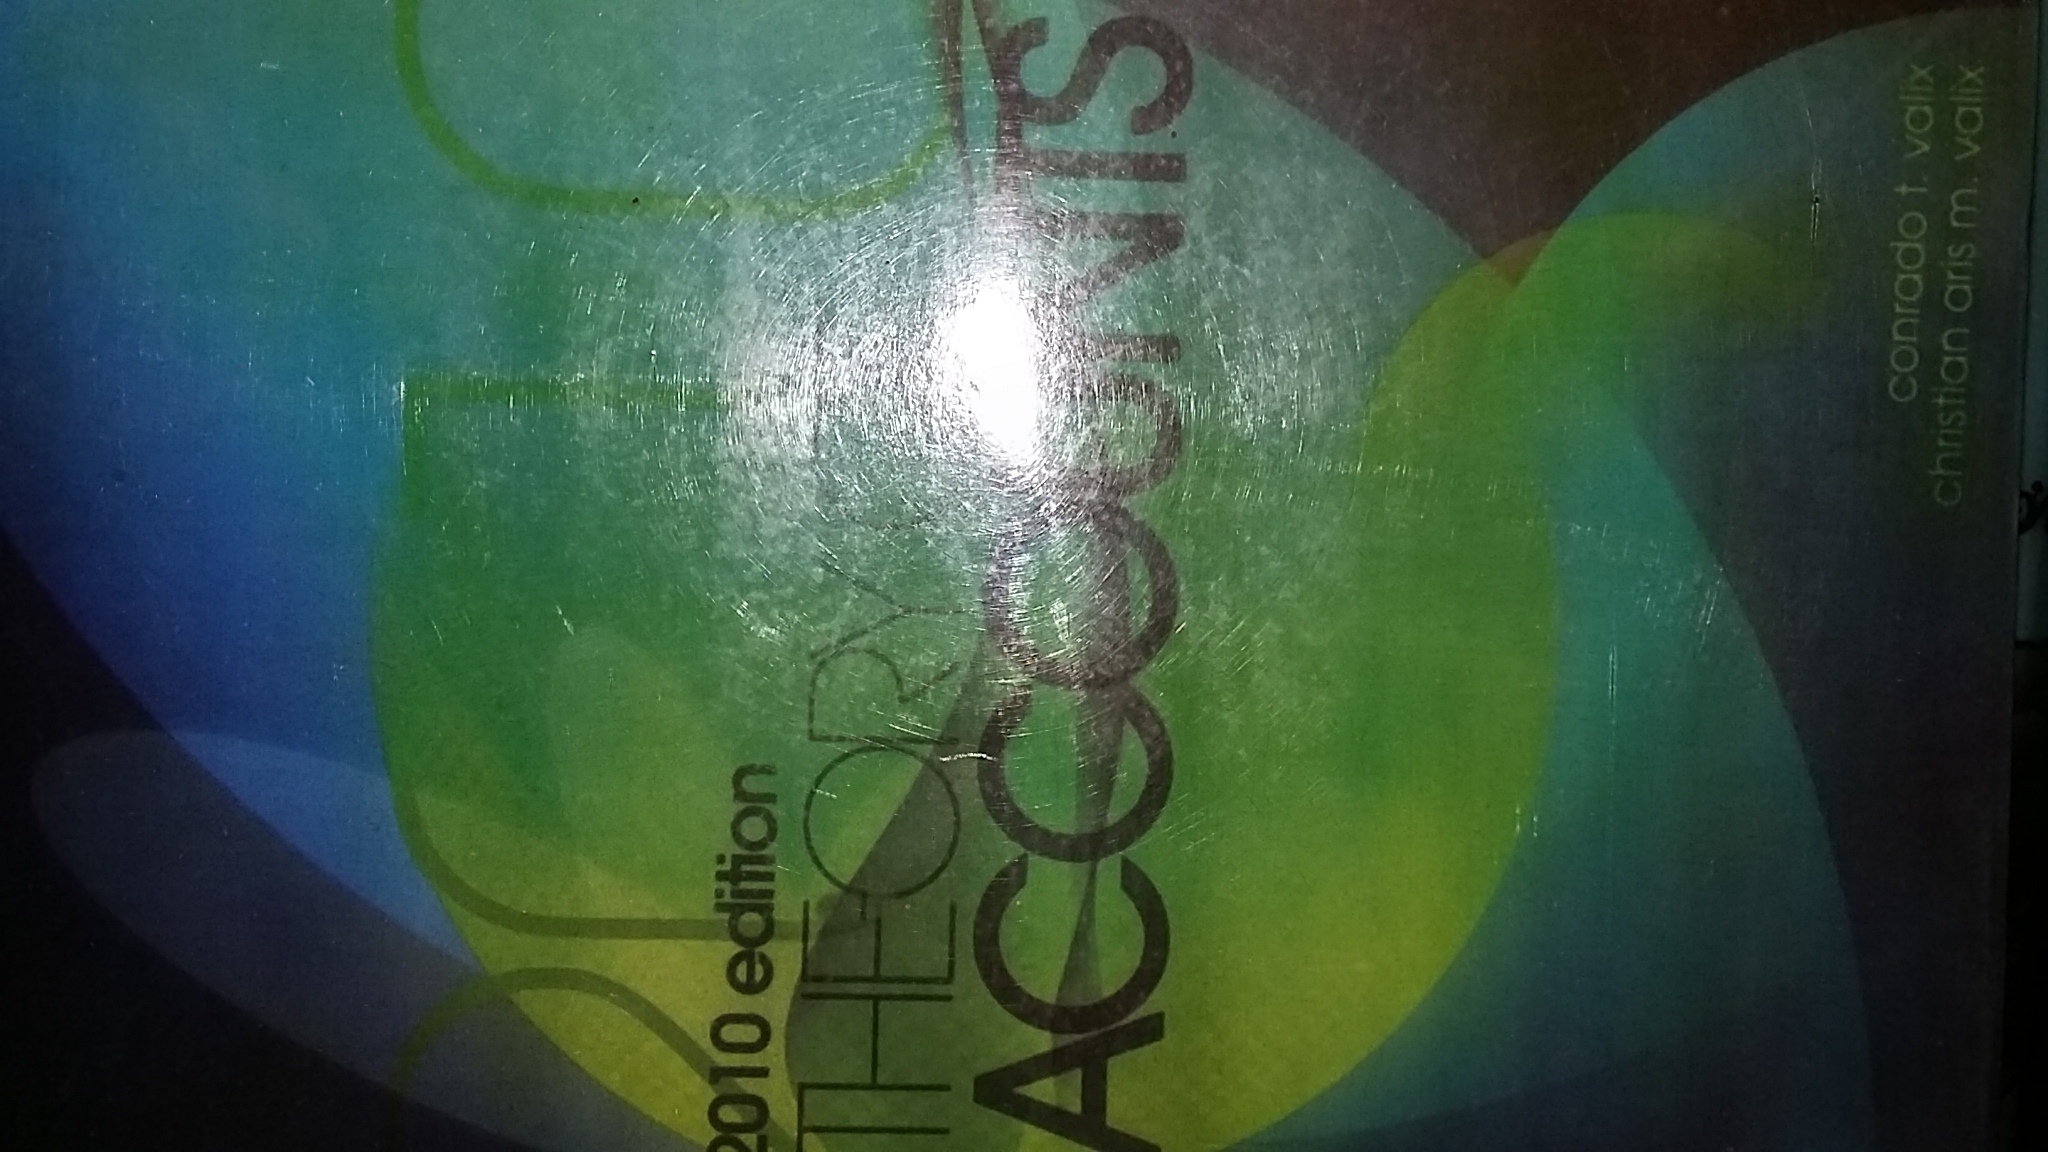 2010 edition
THEORY
ACCOUNTS
conrado t. valix
christian aris m. valix